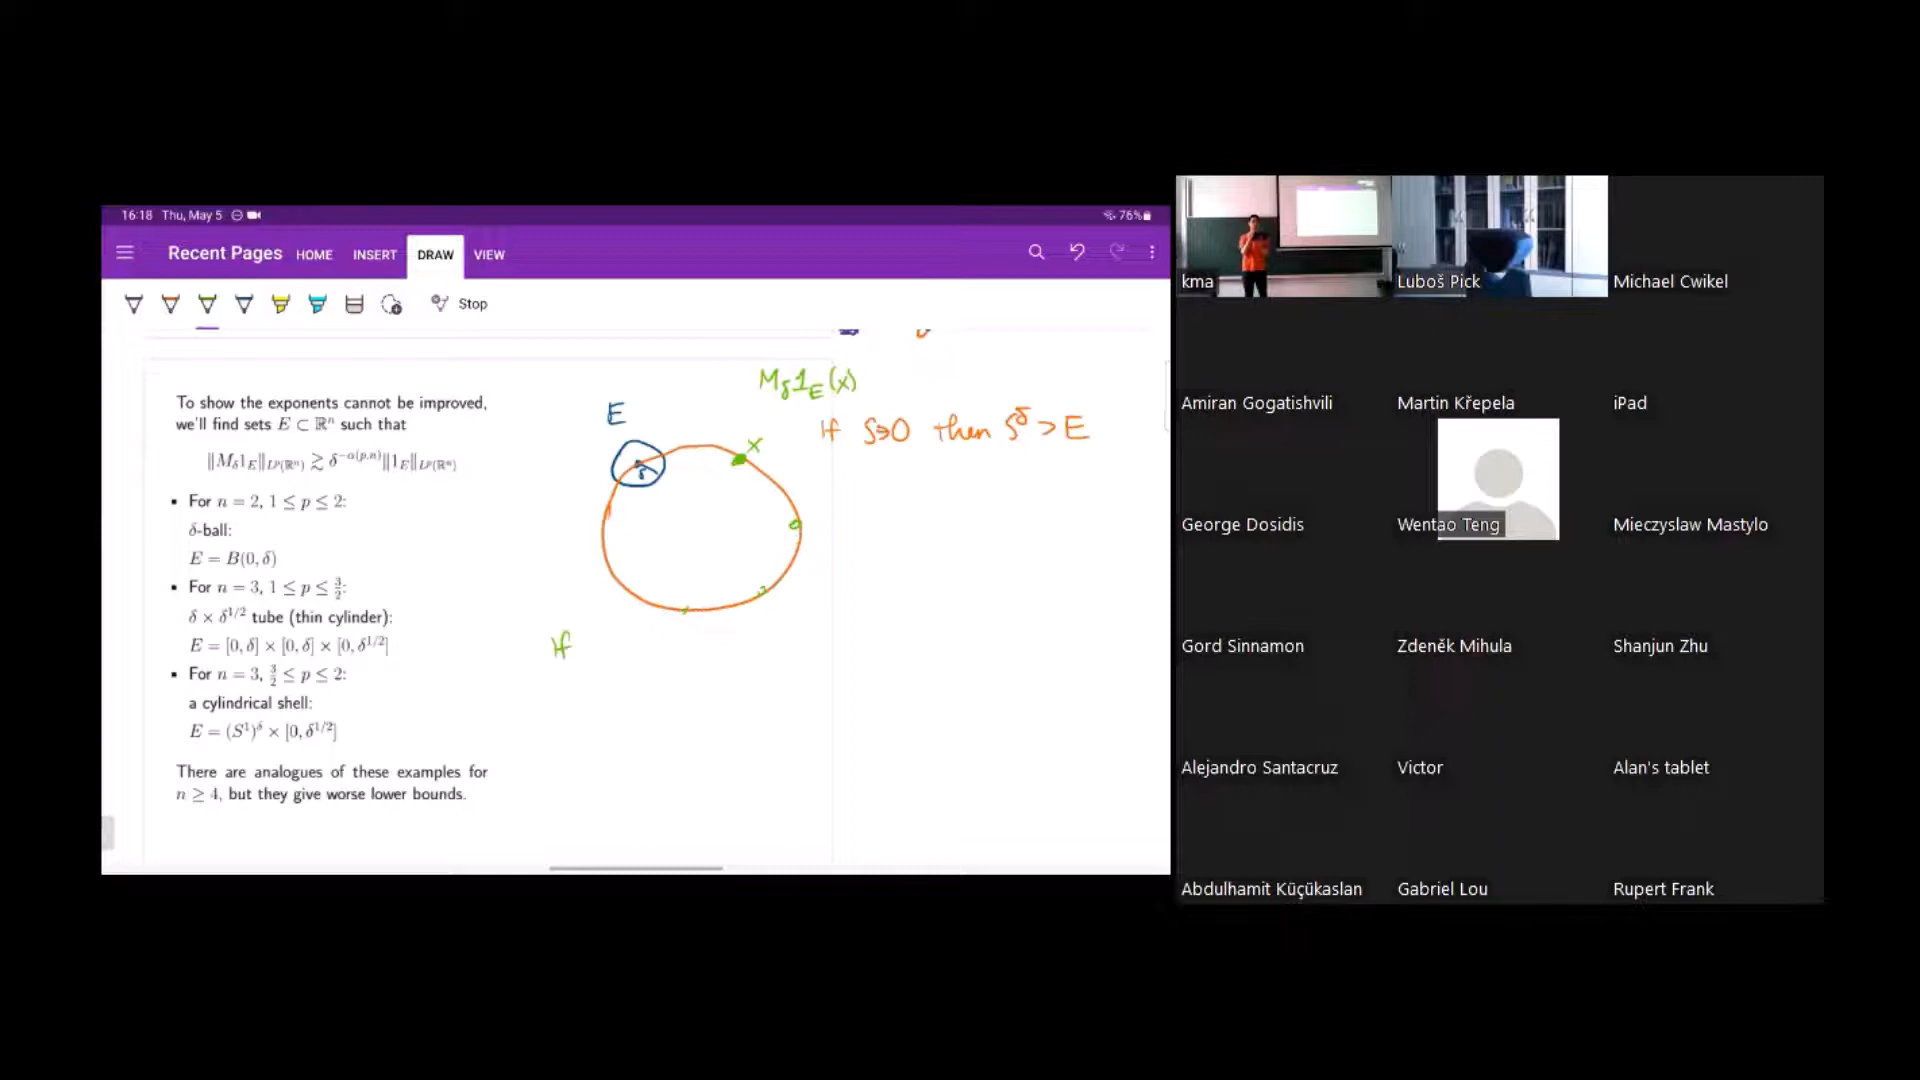 16:18 Thu, May 5 76%
Recent Pages HOME INSERT DRAW VIEW
Stop
To show the exponents cannot be improved,
we'll find sets E ⊂ ℝⁿ such that
‖M_δ1_E‖_{L^p(ℝⁿ)} ≳ δ^{-α(p,n)}‖1_E‖_{L^p(ℝⁿ)}
▪ For n = 2, 1 ≤ p ≤ 2:
δ-ball:
E = B(0, δ)
▪ For n = 3, 1 ≤ p ≤ 3/2:
δ × δ^{1/2} tube (thin cylinder):
E = [0, δ] × [0, δ] × [0, δ^{1/2}]
▪ For n = 3, 3/2 ≤ p ≤ 2:
a cylindrical shell:
E = (S¹)^δ × [0, δ^{1/2}]
There are analogues of these examples for
n ≥ 4, but they give worse lower bounds.
M_δ1_E(x)
E
If S∋0 then S^δ > E
x
δ
If
kma
Luboš Pick
Michael Cwikel
Amiran Gogatishvili
Martin Křepela
iPad
George Dosidis
Wentao Teng
Mieczyslaw Mastylo
Gord Sinnamon
Zdeněk Mihula
Shanjun Zhu
Alejandro Santacruz
Victor
Alan's tablet
Abdulhamit Küçükaslan
Gabriel Lou
Rupert Frank